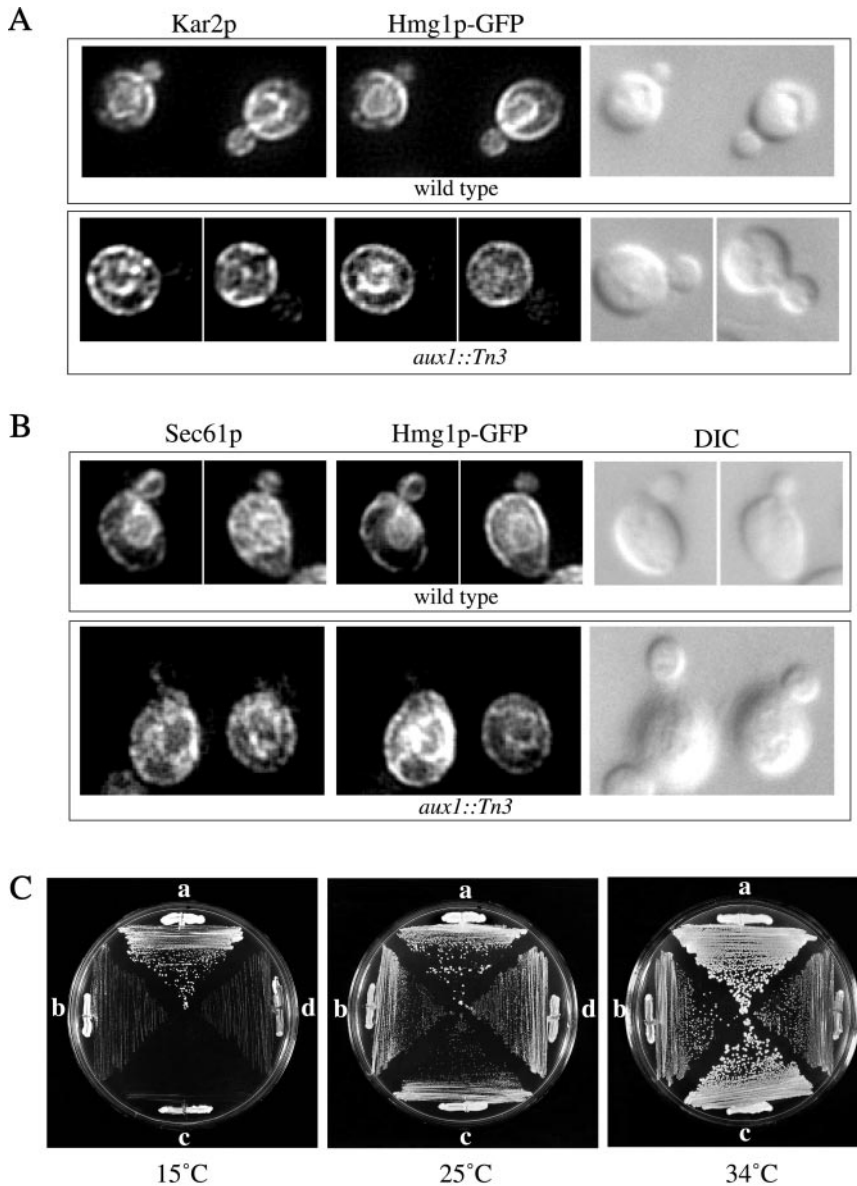 A
Kar2p Hmg1p-GFP
wild type
aux1::Tn3
B
Sec61p Hmg1p-GFP DIC
wild type
aux1::Tn3
C
a a a
b d b d b d
c c c
15˚C 25˚C 34˚C